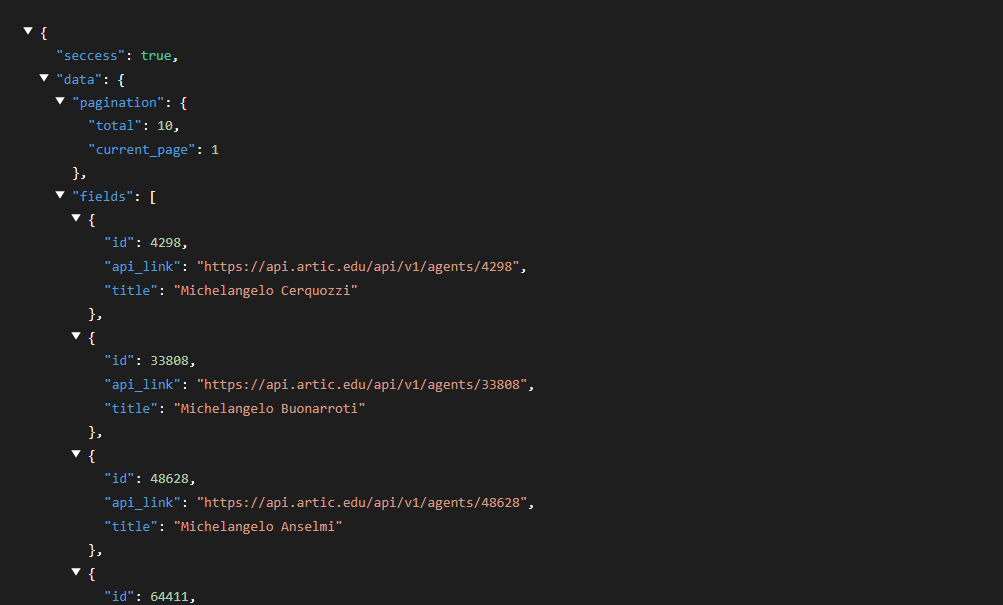 {
"seccess": true,
"data": {
"pagination": {
"total": 10,
"current_page": 1
},
"fields": [
{
"id": 4298,
"api_link": "https://api.artic.edu/api/v1/agents/4298",
"title": "Michelangelo Cerquozzi"
},
{
"id": 33808,
"api_link": "https://api.artic.edu/api/v1/agents/33808",
"title": "Michelangelo Buonarroti"
},
{
"id": 48628,
"api_link": "https://api.artic.edu/api/v1/agents/48628",
"title": "Michelangelo Anselmi"
},
{
"id": 64411,